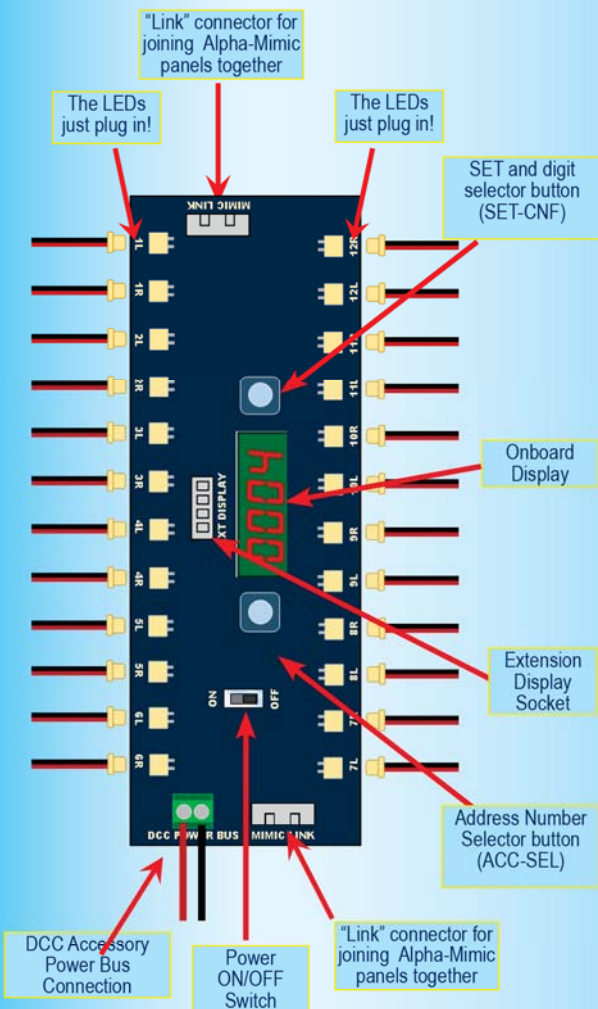 “Link” connector for
joining Alpha-Mimic
panels together
The LEDs
just plug in!
The LEDs
just plug in!
SET and digit
selector button
(SET-CNF)
MIMIC LINK
1L
1R
2L
2R
3L
3R
4L
4R
5L
5R
6L
6R
12R
12L
11L
10R
9R
9L
8R
8L
7L
0004
Onboard
Display
Extension
Display
Socket
ON
OFF
DCC POWER BUS
MIMIC LINK
Address Number
Selector button
(ACC-SEL)
DCC Accessory
Power Bus
Connection
Power
ON/OFF
Switch
“Link” connector for
joining Alpha-Mimic
panels together